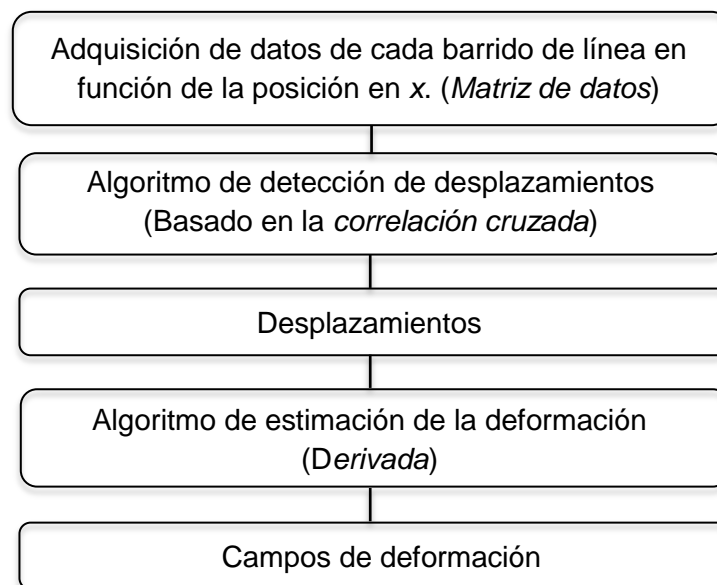 Adquisición de datos de cada barrido de línea en
función de la posición en x. (Matriz de datos)
Algoritmo de detección de desplazamientos
(Basado en la correlación cruzada)
Desplazamientos
Algoritmo de estimación de la deformación
(Derivada)
Campos de deformación